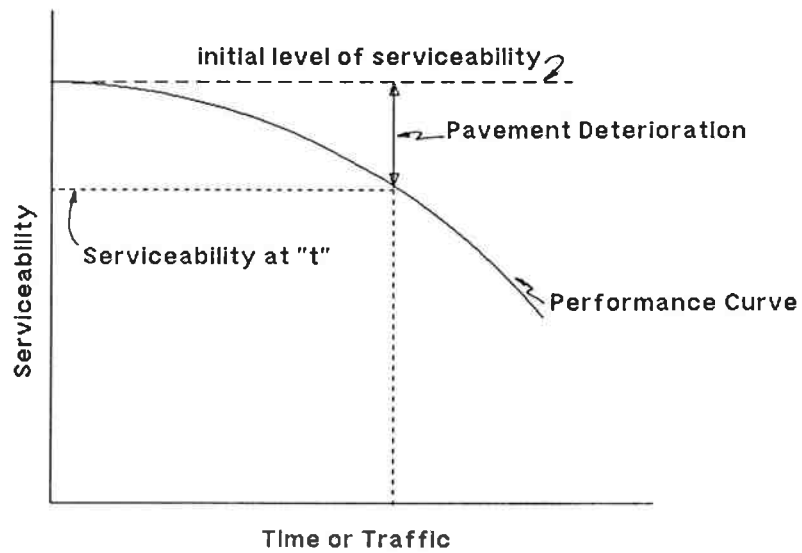 initial level of serviceability
Pavement Deterioration
Serviceability at "t"
Performance Curve
Serviceability
Time or Traffic